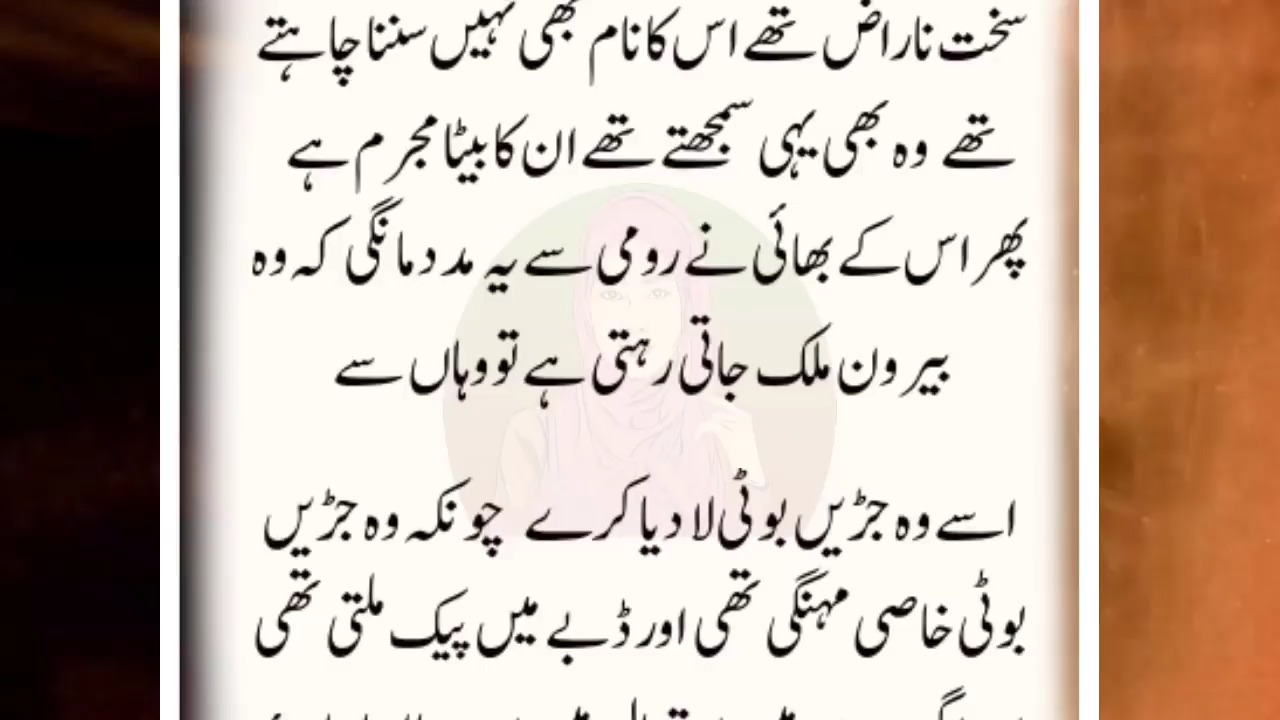 سخت ناراض تھے اس کا نام بھی نہیں سننا چاہتے
تھے وہ بھی یہی سمجھتے تھے ان کا بیٹا مجرم ہے
پھر اس کے بھائی نے رومی سے یہ مدد مانگی کہ وہ
بیرون ملک جاتی رہتی ہے تو وہاں سے
اسے وہ جڑیں بوٹی لا دیا کرے چونکہ وہ جڑیں
بوٹی خاصی مہنگی تھی اور ڈبے میں پیک ملتی تھی